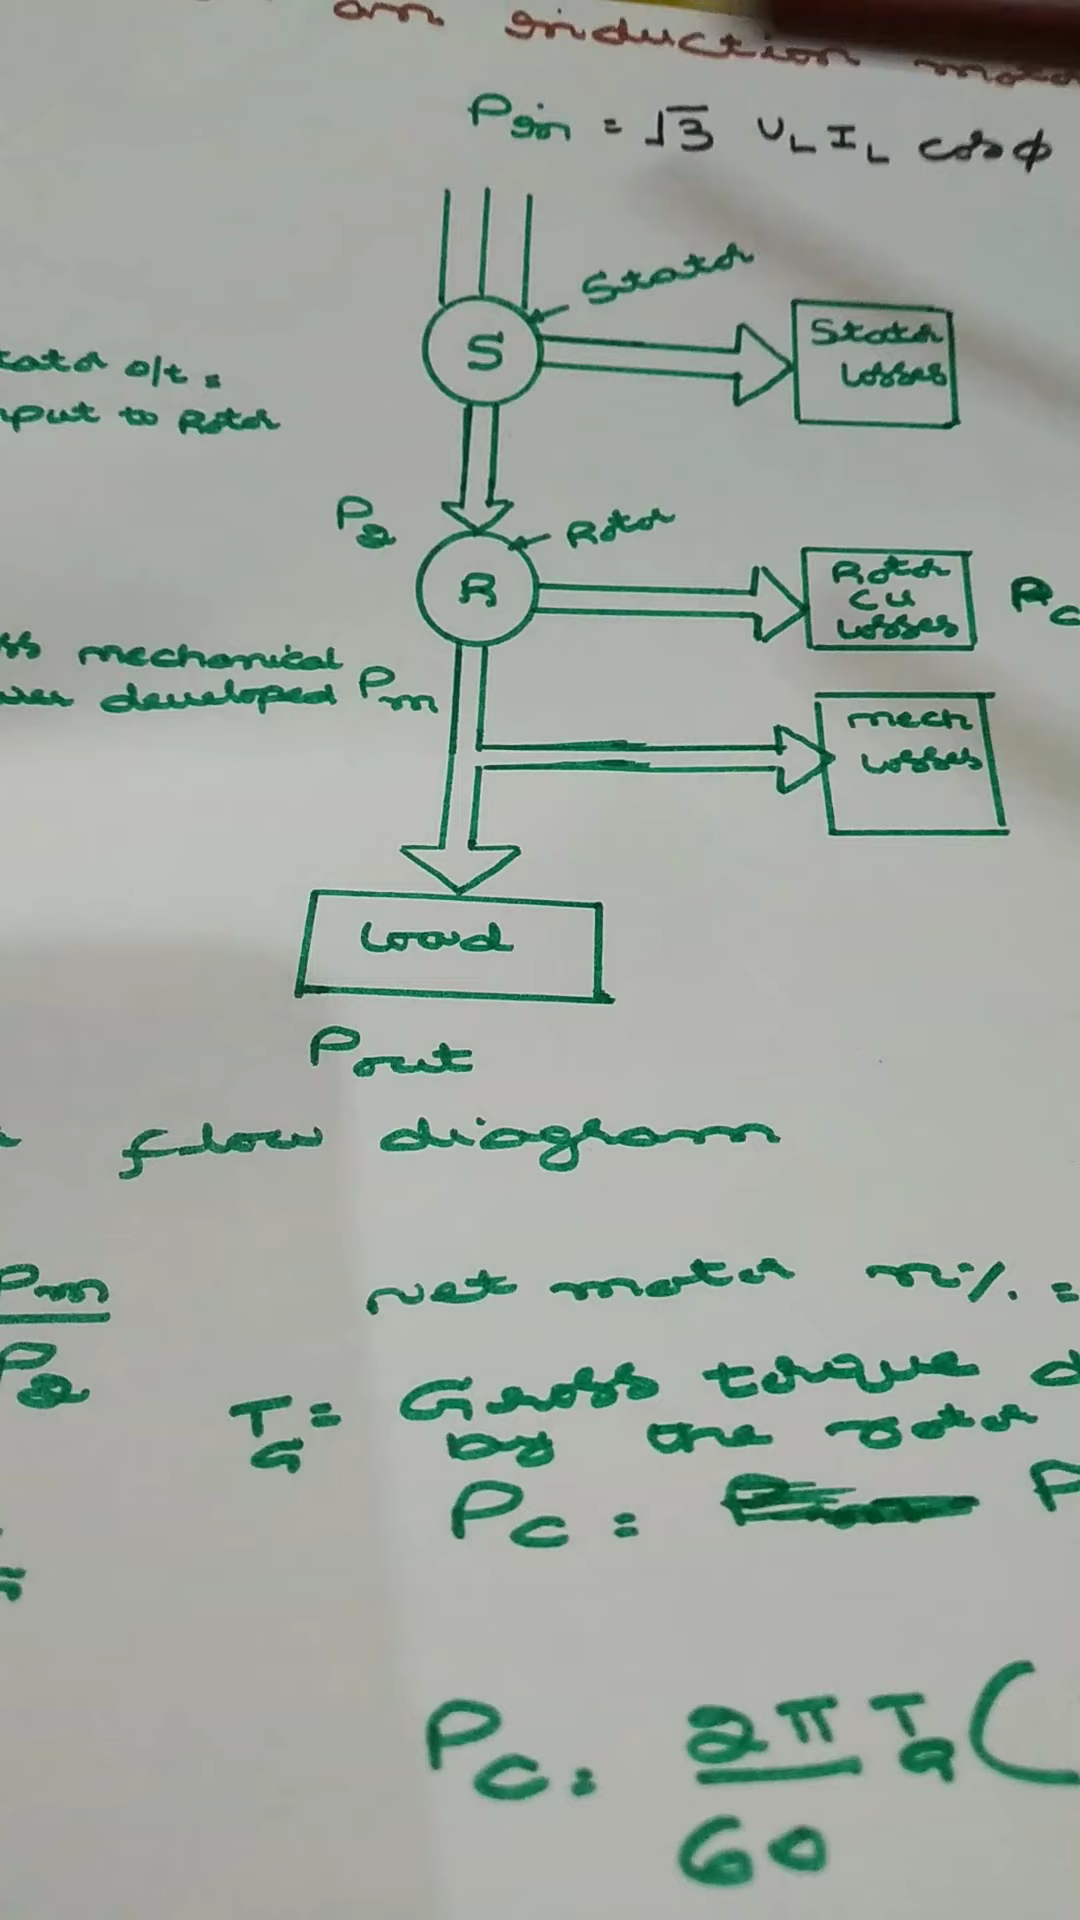 an induction
Pin = √3 VL IL cosϕ
Stator
S
Stator
Losses
o/t =
to Rotor
P2
Rotor
R
Rotor
cu
Losses
mechanical
developed Pm
mech
Losses
Load
Pout
flow diagram
Pm
P2
Net motor η%. =
TG = Gross torque
by the rotor
PC = P
PC = 2π TG (
60